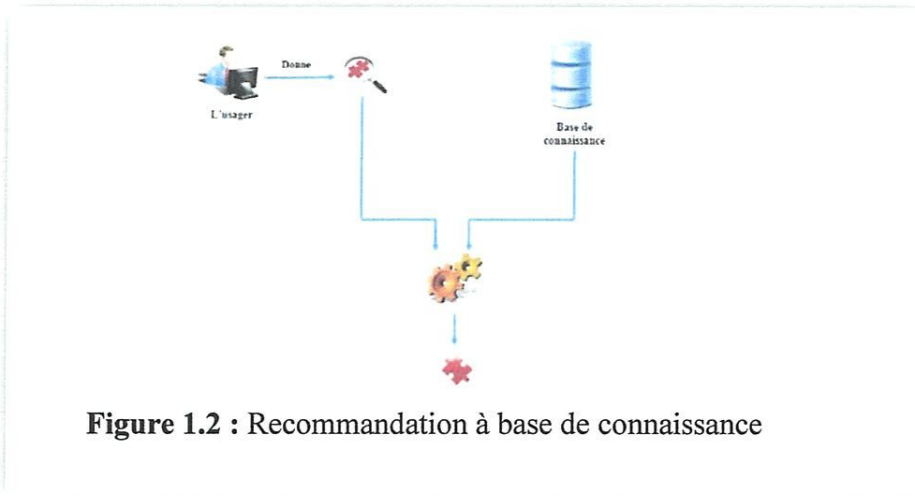 Donne
L'usager
Base de
connaissance
Figure 1.2 : Recommandation à base de connaissance